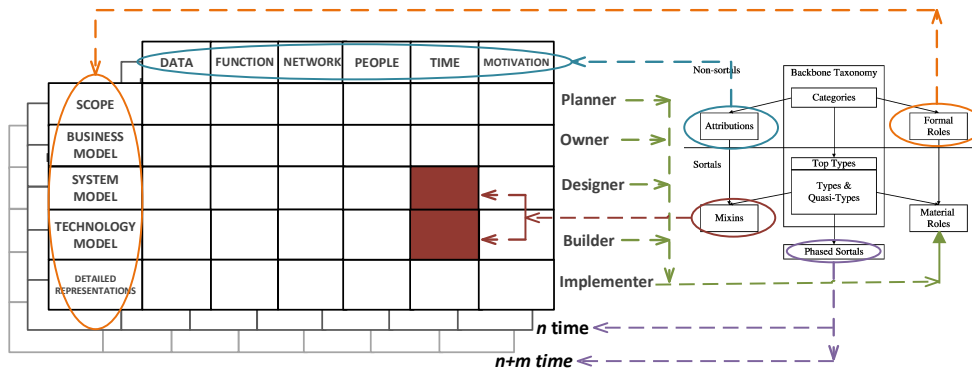 DATA
FUNCTION
NETWORK
PEOPLE
TIME
MOTIVATION
SCOPE
BUSINESS
MODEL
SYSTEM
MODEL
TECHNOLOGY
MODEL
DETAILED
REPRESENTATIONS
Planner
Owner
Designer
Builder
Implementer
n time
n+m time
Non-sortals
Backbone Taxonomy
Categories
Attributions
Formal
Roles
Sortals
Top Types
Types &
Quasi-Types
Mixins
Material
Roles
Phased Sortals